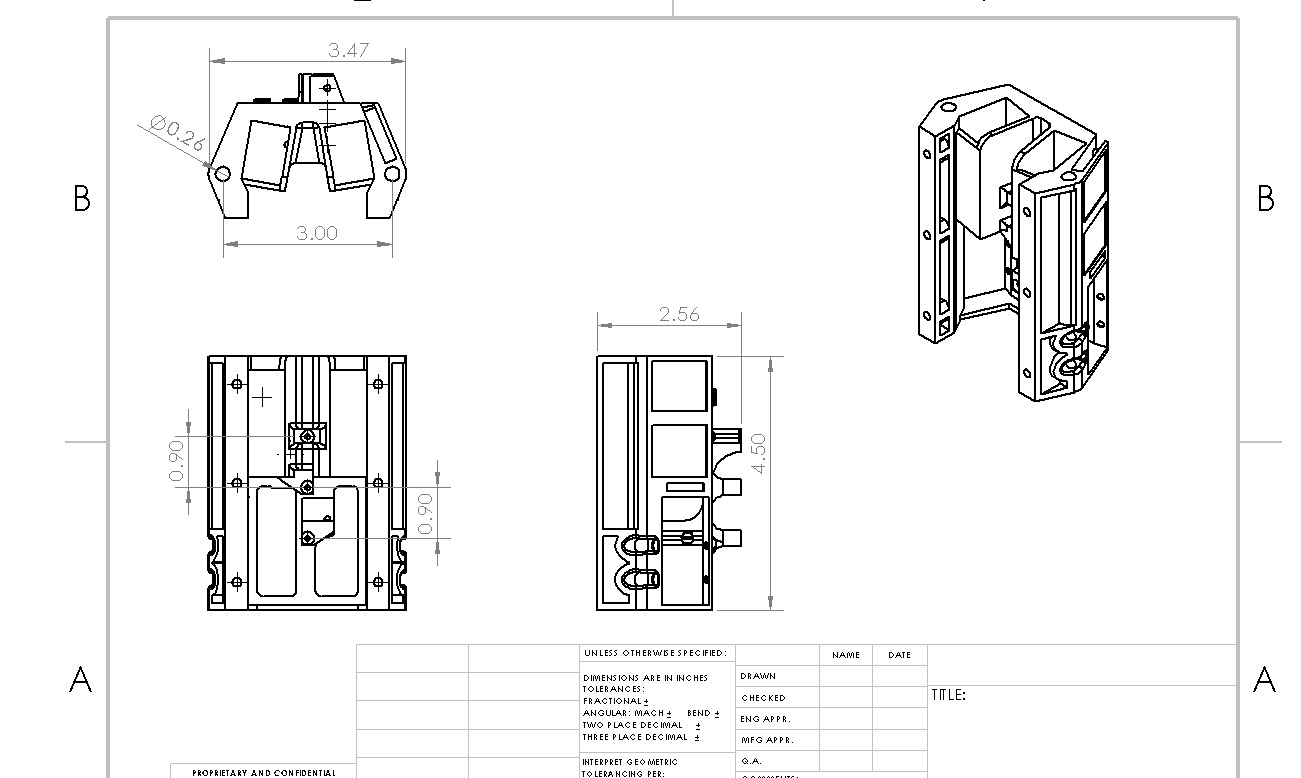 3.47
Ø0.26
B
B
3.00
2.56
0.90
0.90
4.50
A
A
UNLESS OTHERWISE SPECIFIED:
NAME
DATE
DIMENSIONS ARE IN INCHES
TOLERANCES:
FRACTIONAL ±
ANGULAR: MACH ± BEND ±
TWO PLACE DECIMAL ±
THREE PLACE DECIMAL ±
DRAWN
CHECKED
ENG APPR.
MFG APPR.
Q.A.
COMMENTS:
TITLE:
INTERPRET GEOMETRIC
TOLERANCING PER:
PROPRIETARY AND CONFIDENTIAL